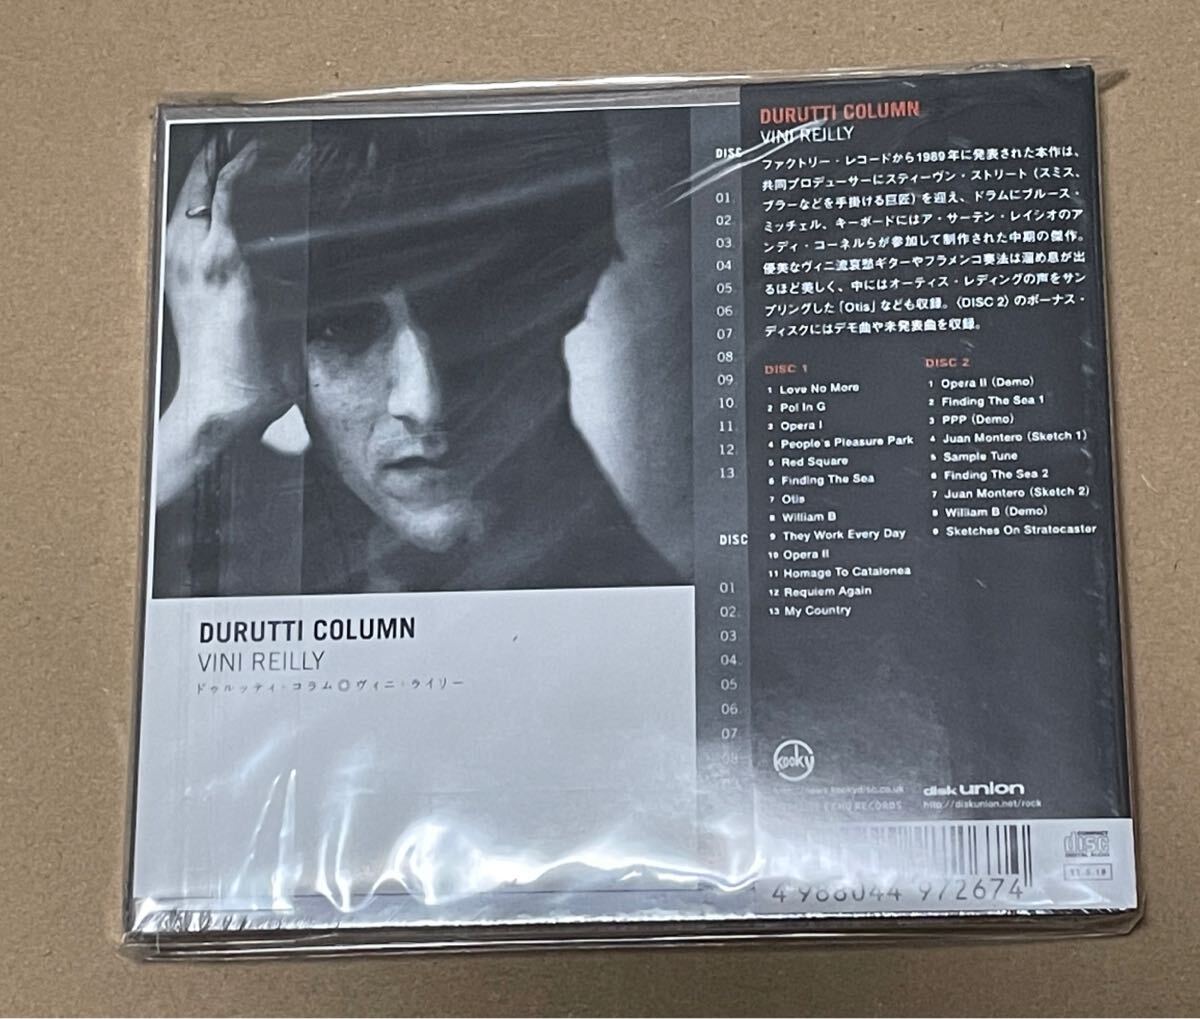 DURUTTI COLUMN
VINI REILLY
ファクトリー・レコードから1989年に発表された本作は、
共同プロデューサーにスティーヴン・ストリート（スミス、
ブラーなどを手掛ける巨匠）を迎え、ドラムにブルース・
ミッチェル、キーボードにはア・サーテン・レイシオのア
ンディ・コーネルらが参加して制作された中期の傑作。
優美なヴィニ流哀愁ギターやフラメンコ奏法は溜め息が出
るほど美しく、中にはオーティス・レディングの声をサン
プリングした「Otis」なども収録。〈DISC 2〉のボーナス・
ディスクにはデモ曲や未発表曲を収録。
DISC 1
1 Love No More
2 Pol In G
3 Opera I
4 People's Pleasure Park
5 Red Square
6 Finding The Sea
7 Otis
8 William B
9 They Work Every Day
10 Opera II
11 Homage To Catalonea
12 Requiem Again
13 My Country
DISC 2
1 Opera II (Demo)
2 Finding The Sea 1
3 PPP (Demo)
4 Juan Montero (Sketch 1)
5 Sample Tune
6 Finding The Sea 2
7 Juan Montero (Sketch 2)
8 William B (Demo)
9 Sketches On Stratocaster
DISC
01.
02.
03.
04
05
06
07
08.
09
10.
11.
12.
13
DISC
01
02.
03.
04.
05
06.
07.
08
DURUTTI COLUMN
VINI REILLY
ドゥルッティ・コラム◎ヴィニ・ライリー
kooky
disk union
http://diskunion.net/rock
4 988044 972674
COMPACT
disc
DIGITAL AUDIO